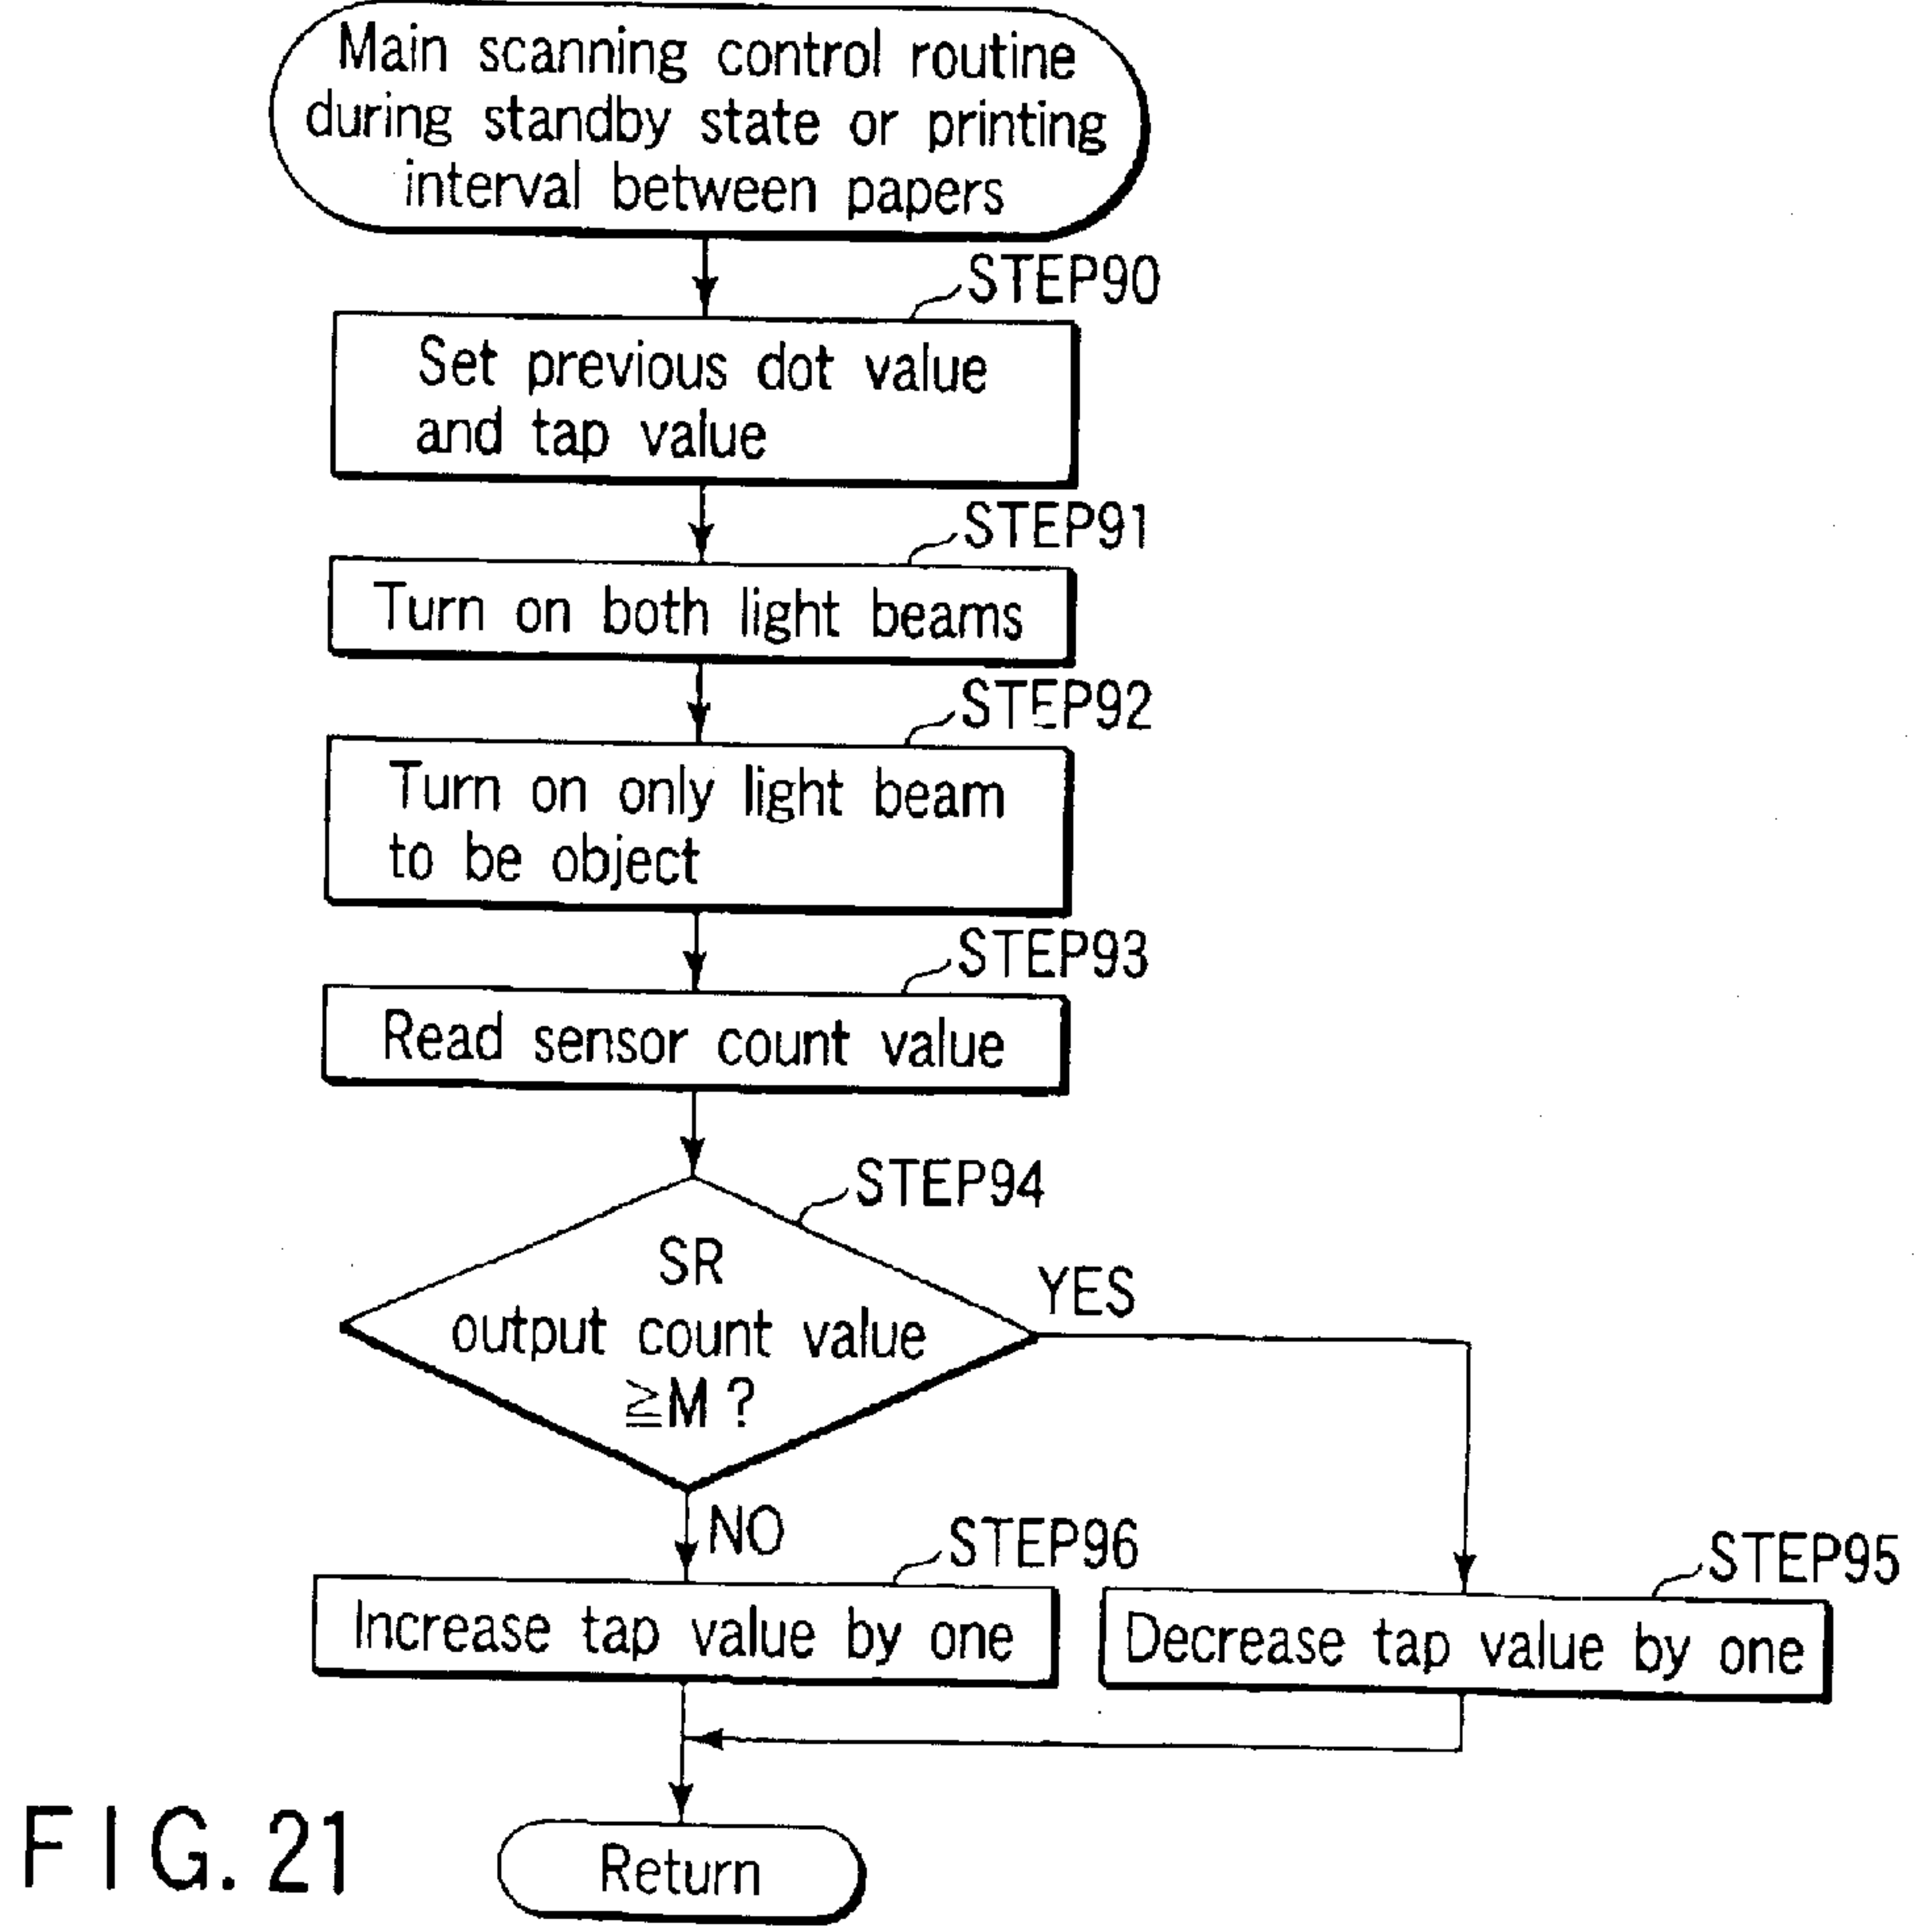 Main scanning control routine
during standby state or printing
interval between papers
STEP90
Set previous dot value
and tap value
STEP91
Turn on both light beams
STEP92
Turn on only light beam
to be object
STEP93
Read sensor count value
STEP94
SR
output count value
≧M ?
YES
NO
STEP96
Increase tap value by one
STEP95
Decrease tap value by one
Return
FIG. 21